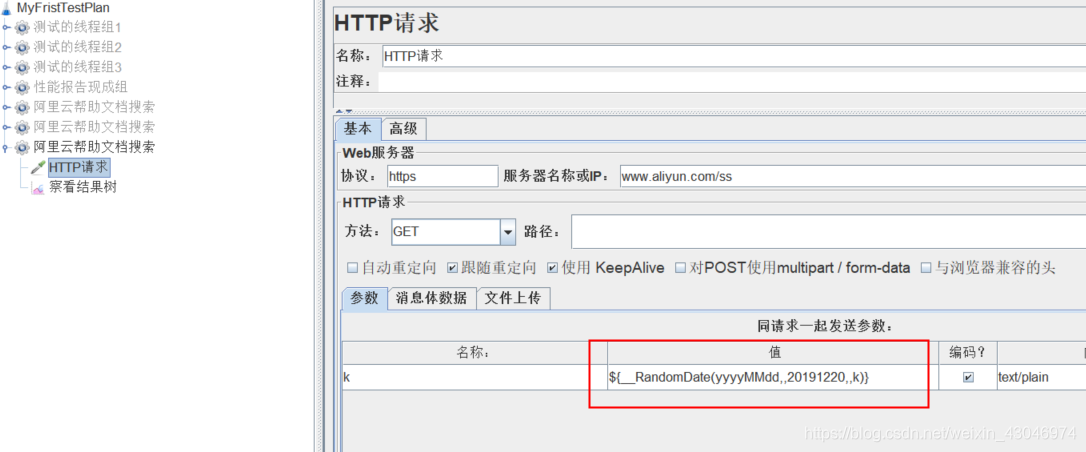 MyFristTestPlan
测试的线程组1
测试的线程组2
测试的线程组3
性能报告现成组
阿里云帮助文档搜索
阿里云帮助文档搜索
阿里云帮助文档搜索
HTTP请求
察看结果树
HTTP请求
名称： HTTP请求
注释：
基本 高级
Web服务器
协议： https 服务器名称或IP： www.aliyun.com/ss
HTTP请求
方法： GET 路径：
自动重定向 跟随重定向 使用 KeepAlive 对POST使用multipart / form-data 与浏览器兼容的头
参数 消息体数据 文件上传
同请求一起发送参数：
名称： 值 编码？
k ${__RandomDate(yyyyMMdd,,20191220,,k)} text/plain
https://blog.csdn.net/weixin_43046974